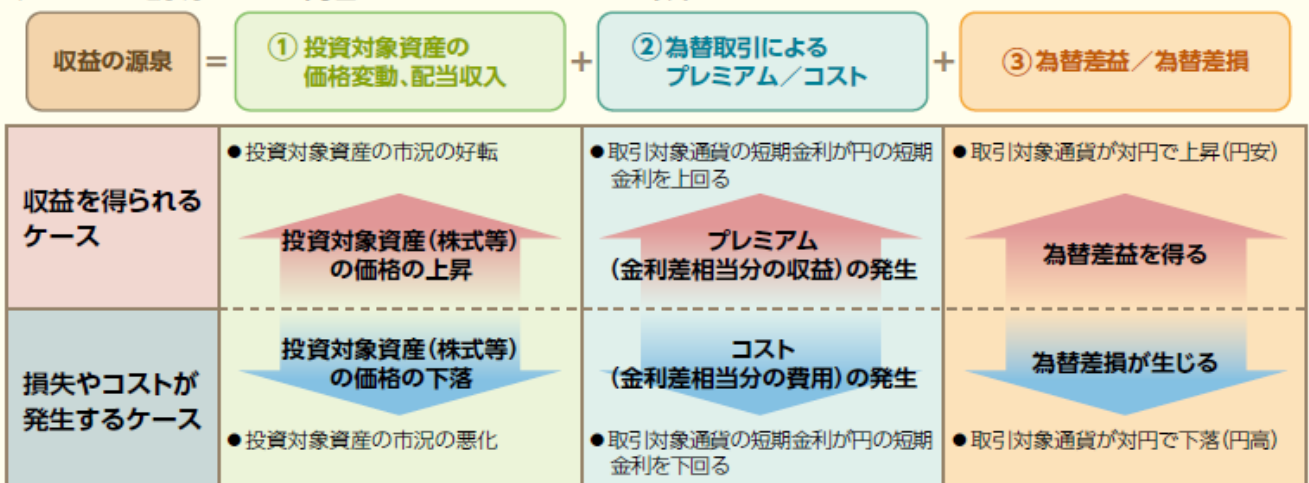 収益の源泉
=
①投資対象資産の
価格変動、配当収入
+
②為替取引による
プレミアム/コスト
+
③為替差益/為替差損
収益を得られる
ケース
●投資対象資産の市況の好転
投資対象資産(株式等)
の価格の上昇
●取引対象通貨の短期金利が円の短期
金利を上回る
プレミアム
(金利差相当分の収益)の発生
●取引対象通貨が対円で上昇(円安)
為替差益を得る
損失やコストが
発生するケース
投資対象資産(株式等)
の価格の下落
●投資対象資産の市況の悪化
コスト
(金利差相当分の費用)の発生
●取引対象通貨の短期金利が円の短期
金利を下回る
為替差損が生じる
●取引対象通貨が対円で下落(円高)